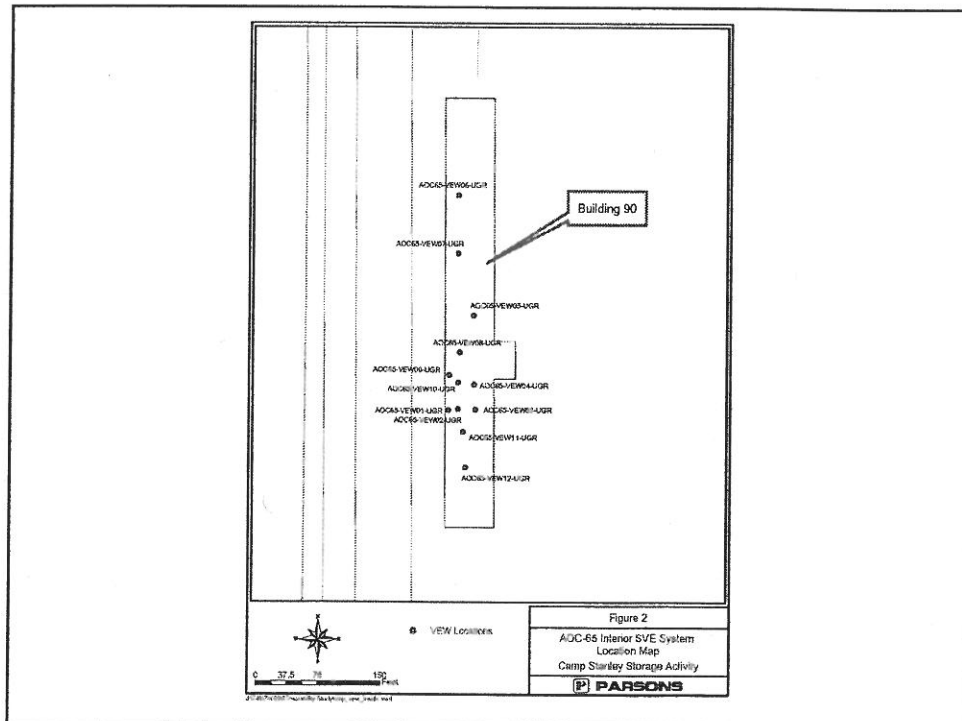 AOC65-VEW06-UGR
Building 90
AOC65-VEW07-UGR
AOC65-VEW05-UGR
AOC65-VEW08-UGR
AOC65-VEW09-UGR
AOC65-VEW04-UGR
AOC65-VEW10-UGR
AOC65-VEW01-UGR
AOC65-VEW02-UGR
AOC65-VEW11-UGR
AOC65-VEW12-UGR
VEW Locations
0 37.5 75 150
Feet
Figure 2
AOC-65 Interior SVE System
Location Map
Camp Stanley Storage Activity
P PARSONS